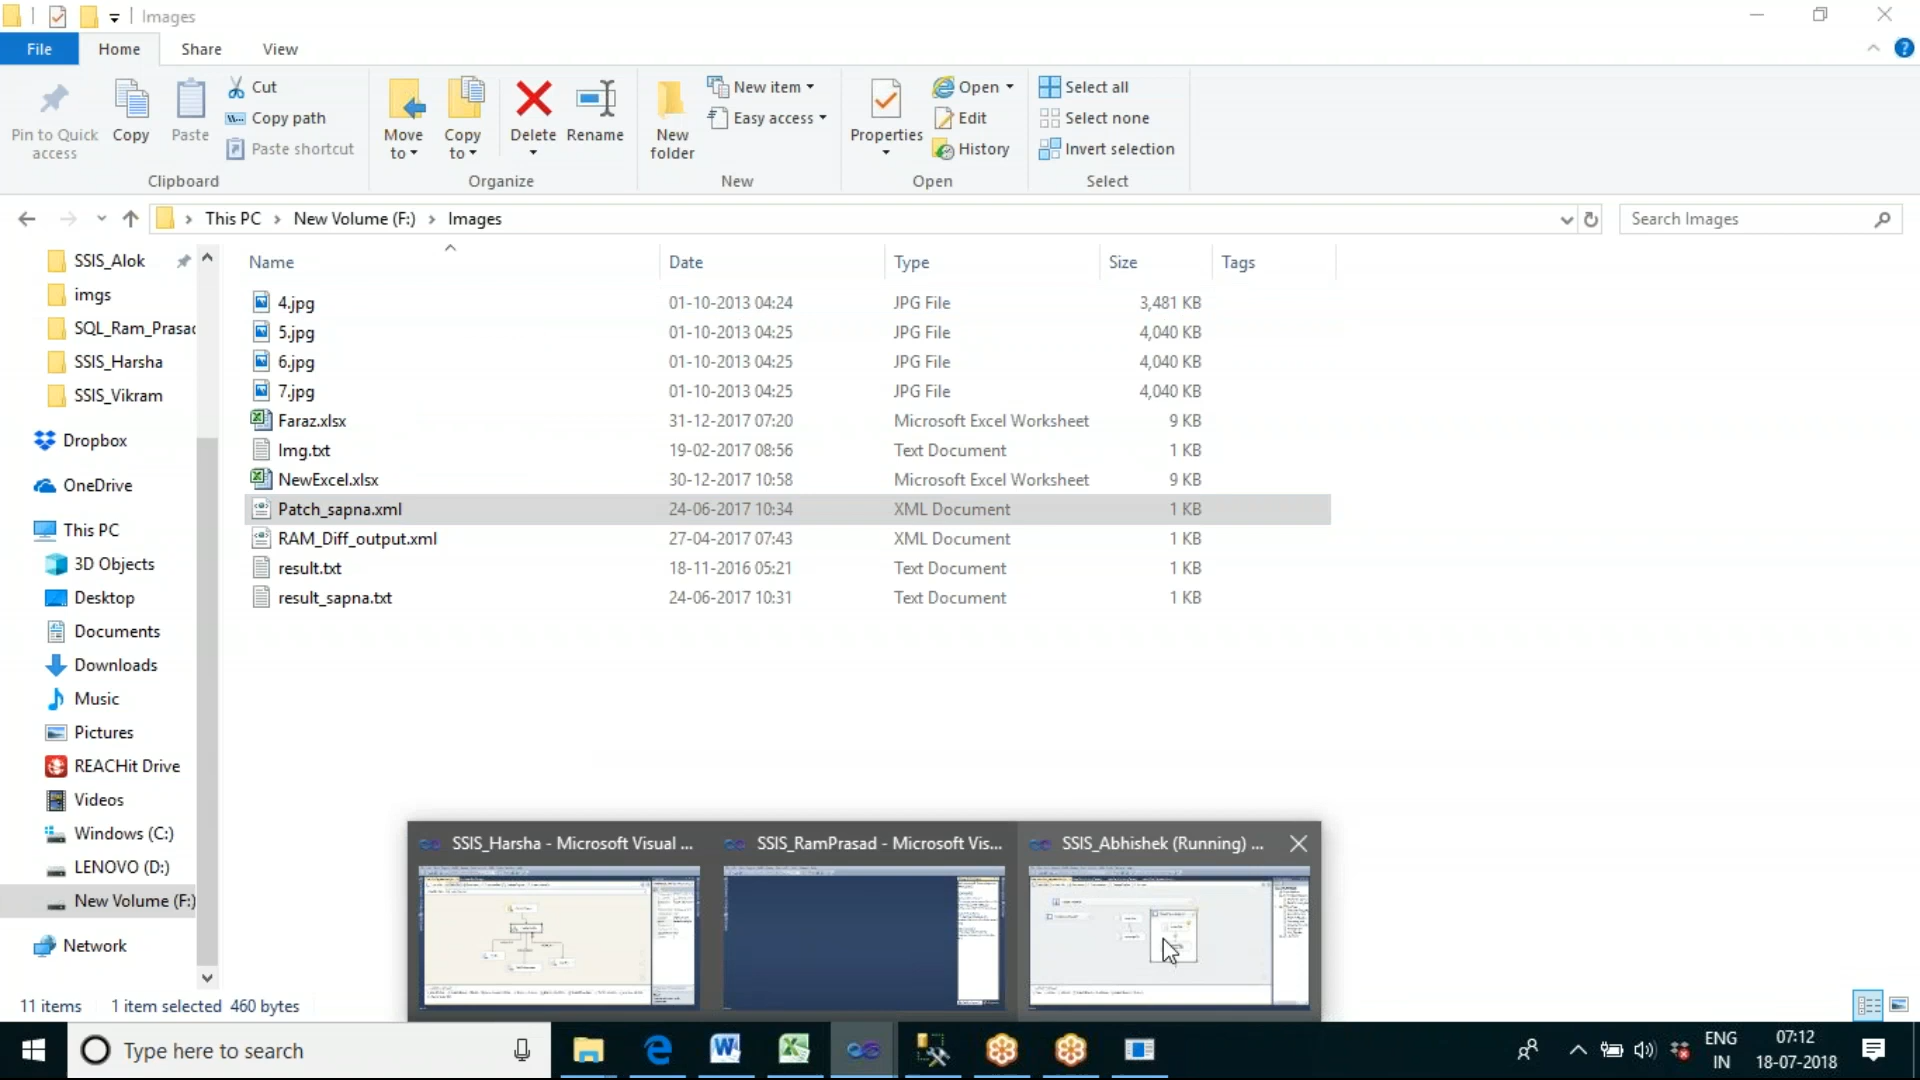 Images
File Home Share View
Pin to Quick access
Copy
Paste
Cut
Copy path
Paste shortcut
Clipboard
Move to
Copy to
Delete
Rename
Organize
New folder
New item
Easy access
New
Properties
Open
Edit
History
Open
Select all
Select none
Invert selection
Select
This PC > New Volume (F:) > Images
Search Images
SSIS_Alok
imgs
SQL_Ram_Prasac
SSIS_Harsha
SSIS_Vikram
Dropbox
OneDrive
This PC
3D Objects
Desktop
Documents
Downloads
Music
Pictures
REACHit Drive
Videos
Windows (C:)
LENOVO (D:)
New Volume (F:)
Network
Name Date Type Size Tags
4.jpg 01-10-2013 04:24 JPG File 3,481 KB
5.jpg 01-10-2013 04:25 JPG File 4,040 KB
6.jpg 01-10-2013 04:25 JPG File 4,040 KB
7.jpg 01-10-2013 04:25 JPG File 4,040 KB
Faraz.xlsx 31-12-2017 07:20 Microsoft Excel Worksheet 9 KB
Img.txt 19-02-2017 08:56 Text Document 1 KB
NewExcel.xlsx 30-12-2017 10:58 Microsoft Excel Worksheet 9 KB
Patch_sapna.xml 24-06-2017 10:34 XML Document 1 KB
RAM_Diff_output.xml 27-04-2017 07:43 XML Document 1 KB
result.txt 18-11-2016 05:21 Text Document 1 KB
result_sapna.txt 24-06-2017 10:31 Text Document 1 KB
SSIS_Harsha - Microsoft Visual ...
SSIS_RamPrasad - Microsoft Vis...
SSIS_Abhishek (Running) ...
11 items 1 item selected 460 bytes
Type here to search
ENG
IN
07:12
18-07-2018